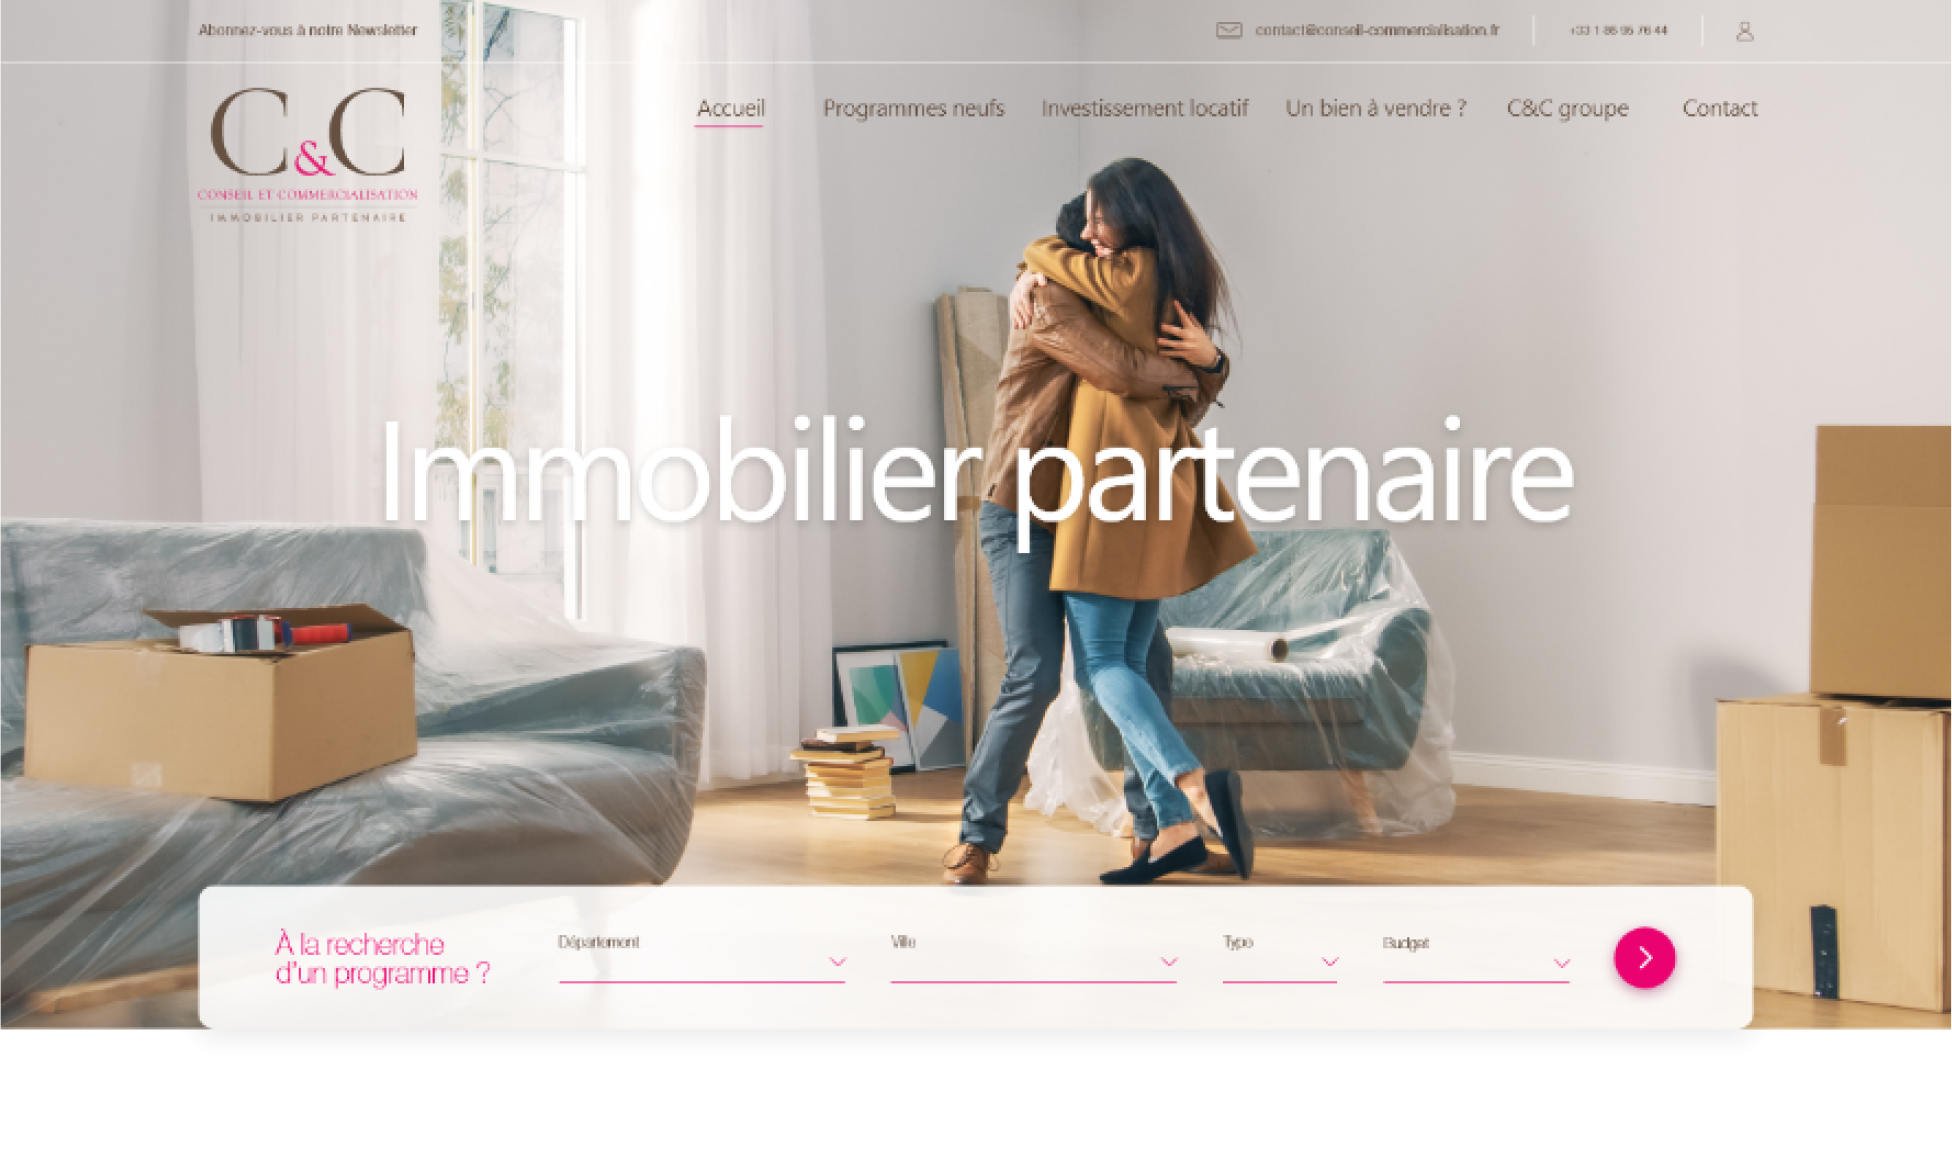 Abonnez-vous à notre Newsletter
contact@conseil-commercialisation.fr
+33 1 86 95 76 44
C&C
CONSEIL ET COMMERCIALISATION
IMMOBILIER PARTENAIRE
Accueil
Programmes neufs
Investissement locatif
Un bien à vendre ?
C&C groupe
Contact
Immobilier partenaire
À la recherche
d'un programme ?
Département
Ville
Type
Budget